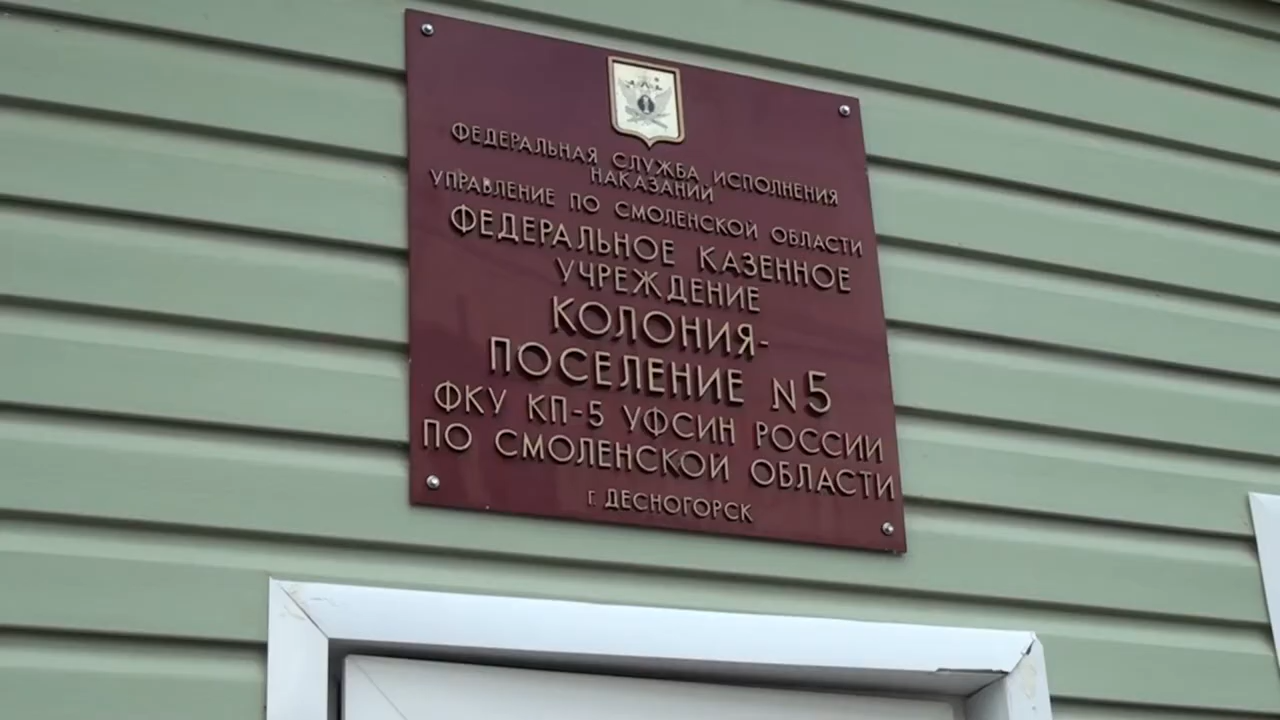 ФЕДЕРАЛЬНАЯ СЛУЖБА ИСПОЛНЕНИЯ
НАКАЗАНИЙ
УПРАВЛЕНИЕ ПО СМОЛЕНСКОЙ ОБЛАСТИ
ФЕДЕРАЛЬНОЕ КАЗЕННОЕ
УЧРЕЖДЕНИЕ
КОЛОНИЯ-
ПОСЕЛЕНИЕ N 5
ФКУ КП-5 УФСИН РОССИИ
ПО СМОЛЕНСКОЙ ОБЛАСТИ
Г. ДЕСНОГОРСК